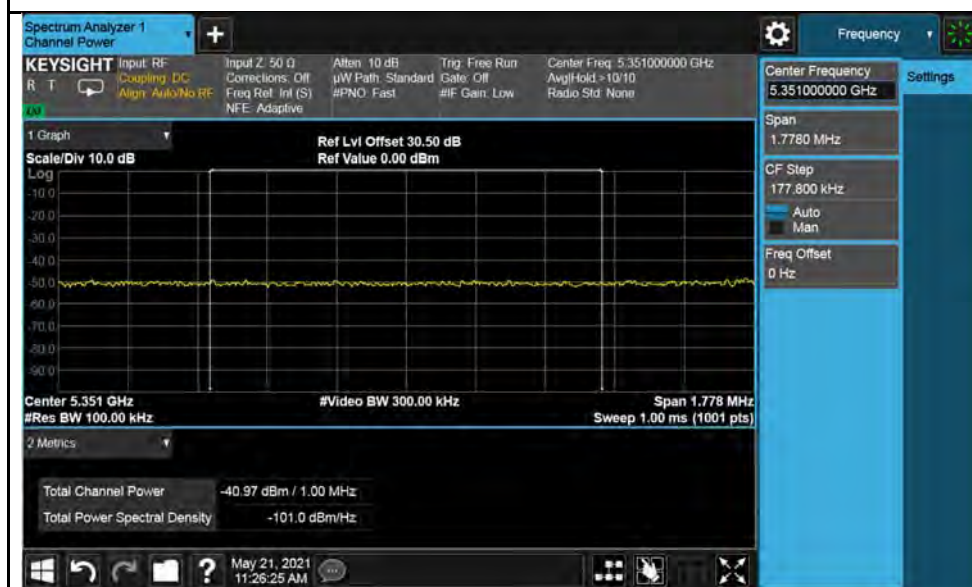 Spectrum Analyzer 1
Channel Power
+
Frequency
KEYSIGHT
R T
Input: RF
Coupling: DC
Align: Auto/No RF
Input Z: 50 Ω
Corrections: Off
Freq Ref: Int (S)
NFE: Adaptive
Atten: 10 dB
µW Path: Standard
#PNO: Fast
Trig: Free Run
Gate: Off
#IF Gain: Low
Center Freq: 5.351000000 GHz
Avg|Hold:>10/10
Radio Std: None
Center Frequency
5.351000000 GHz
Settings
Span
1.7780 MHz
CF Step
177.800 kHz
Auto
Man
Freq Offset
0 Hz
1 Graph
Scale/Div 10.0 dB
Ref Lvl Offset 30.50 dB
Ref Value 0.00 dBm
Log
-10.0
-20.0
-30.0
-40.0
-50.0
-60.0
-70.0
-80.0
-90.0
Center 5.351 GHz
#Video BW 300.00 kHz
Span 1.778 MHz
#Res BW 100.00 kHz
Sweep 1.00 ms (1001 pts)
2 Metrics
Total Channel Power -40.97 dBm / 1.00 MHz
Total Power Spectral Density -101.0 dBm/Hz
?
May 21, 2021
11:26:25 AM